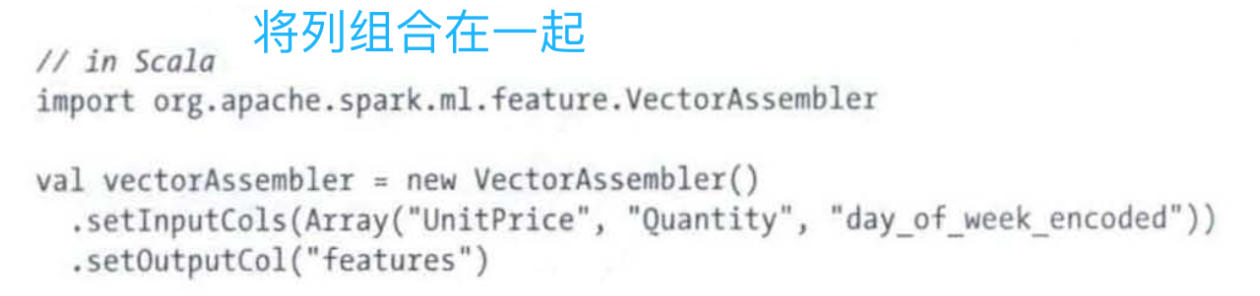 将列组合在一起
// in Scala
import org.apache.spark.ml.feature.VectorAssembler
val vectorAssembler = new VectorAssembler()
.setInputCols(Array("UnitPrice", "Quantity", "day_of_week_encoded"))
.setOutputCol("features")